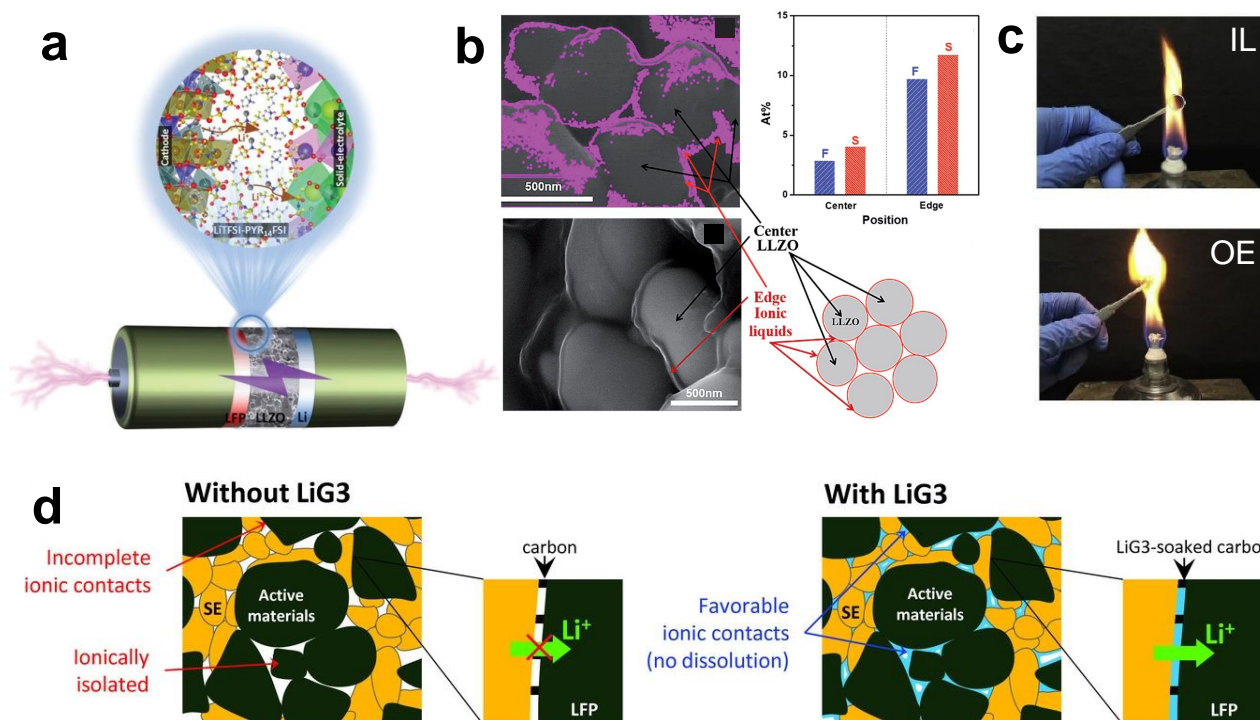 a
Cathode
Solid-electrolyte
Li⁺
Li⁺
LiTFSI-PYR₁₄FSI
LFP
LLZO
Li
b
500nm
500nm
15
10
5
0
At%
F
S
F
S
Center
Edge
Position
Center
LLZO
Edge
Ionic
liquids
LLZO
c
IL
OE
d
Without LiG3
Incomplete
ionic contacts
Ionically
isolated
SE
Active
materials
carbon
Li⁺
LFP
With LiG3
Favorable
ionic contacts
(no dissolution)
SE
Active
materials
LiG3-soaked carbo
Li⁺
LFP